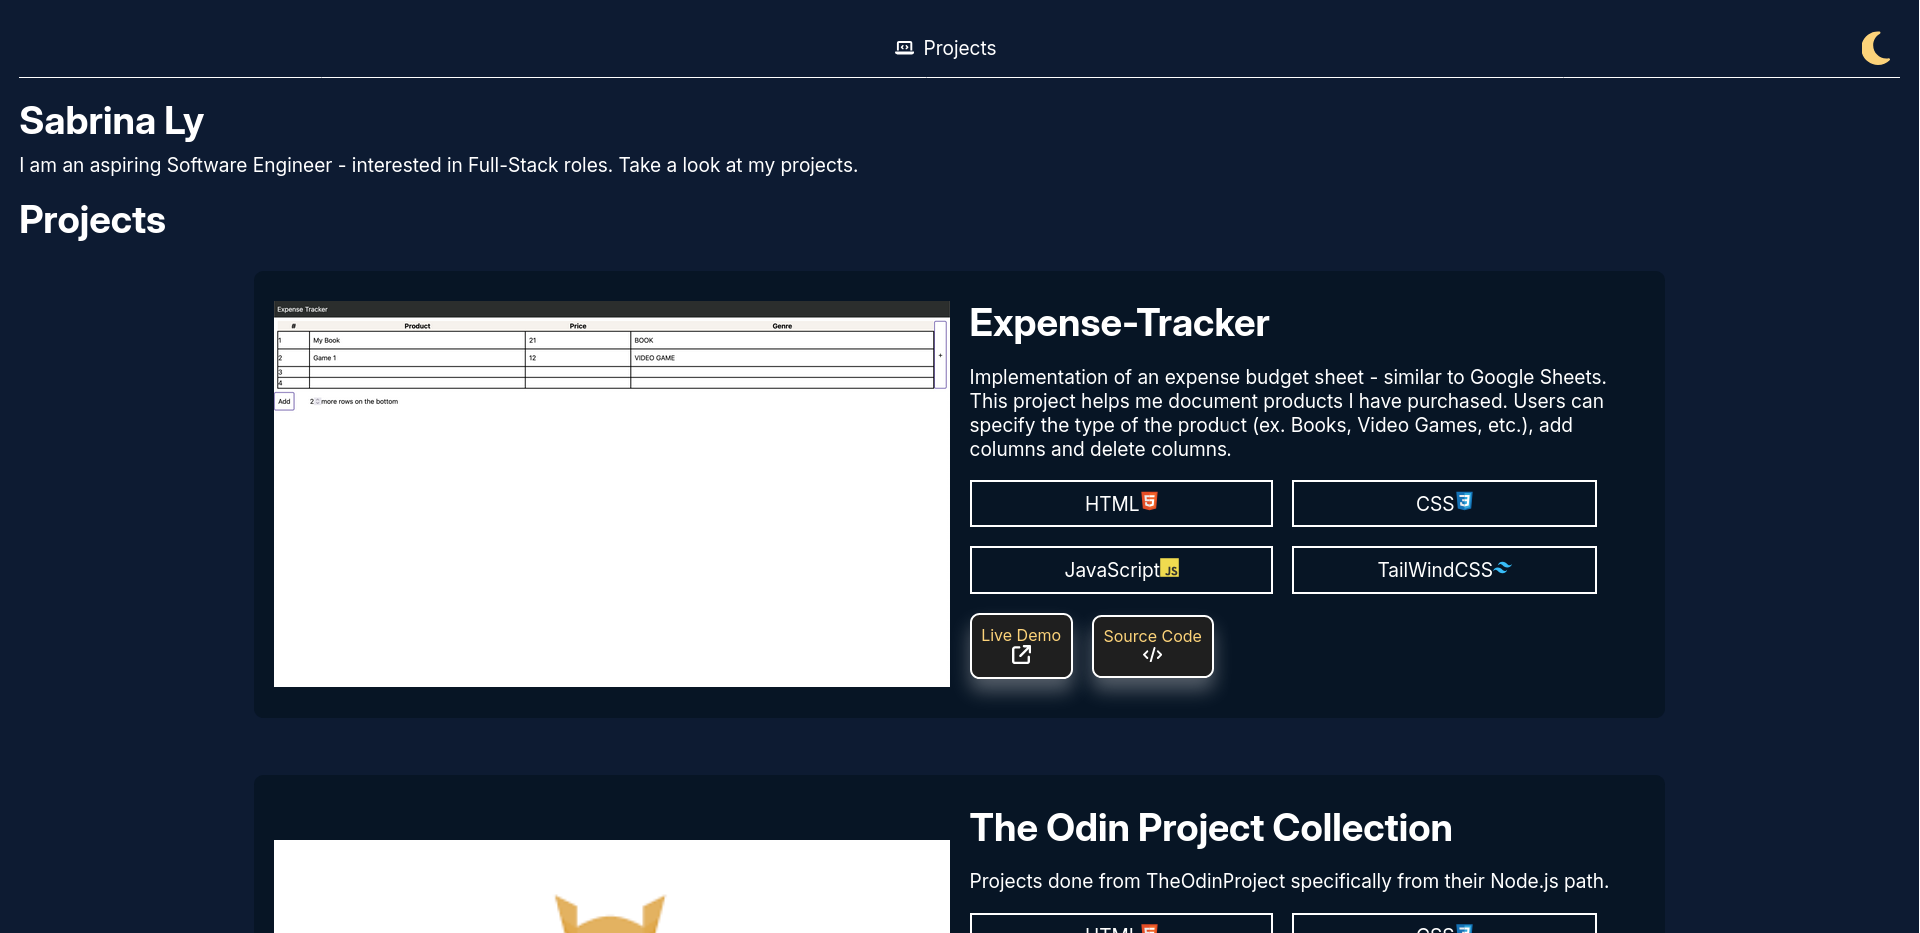 Projects
Sabrina Ly
I am an aspiring Software Engineer - interested in Full-Stack roles. Take a look at my projects.
Projects
Expense Tracker
# Product Price Genre
1 My Book 21 BOOK
2 Game 1 12 VIDEO GAME
+
3
4
Add 2 more rows on the bottom
Expense-Tracker
Implementation of an expense budget sheet - similar to Google Sheets.
This project helps me document products I have purchased. Users can
specify the type of the product (ex. Books, Video Games, etc.), add
columns and delete columns.
HTML CSS
JavaScript JS TailWindCSS
Live Demo Source Code
The Odin Project Collection
Projects done from TheOdinProject specifically from their Node.js path.
HTML CSS